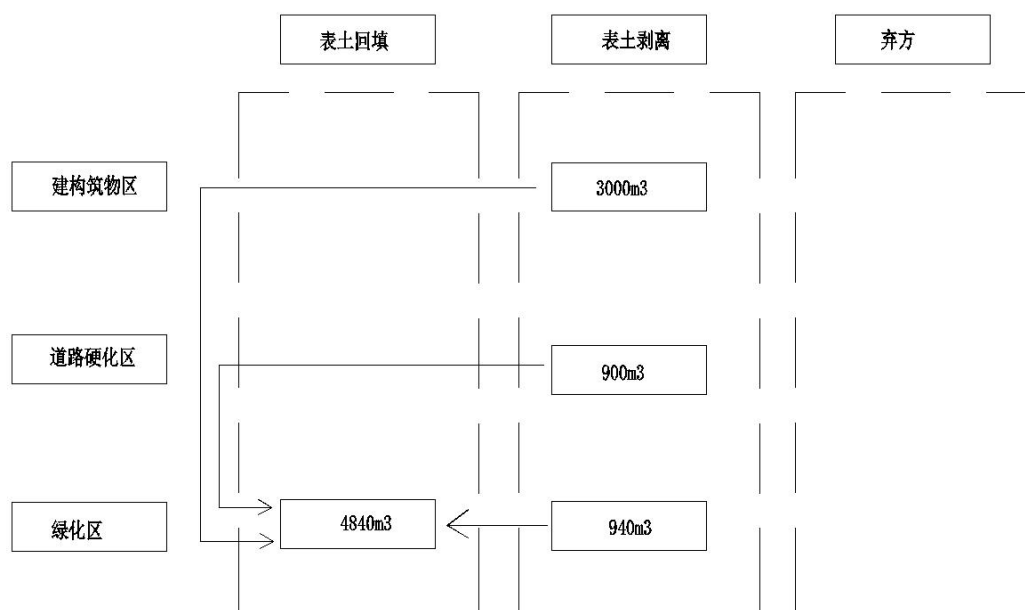 表土回填
表土剥离
弃方
建构筑物区
3000m3
道路硬化区
900m3
绿化区
4840m3
940m3